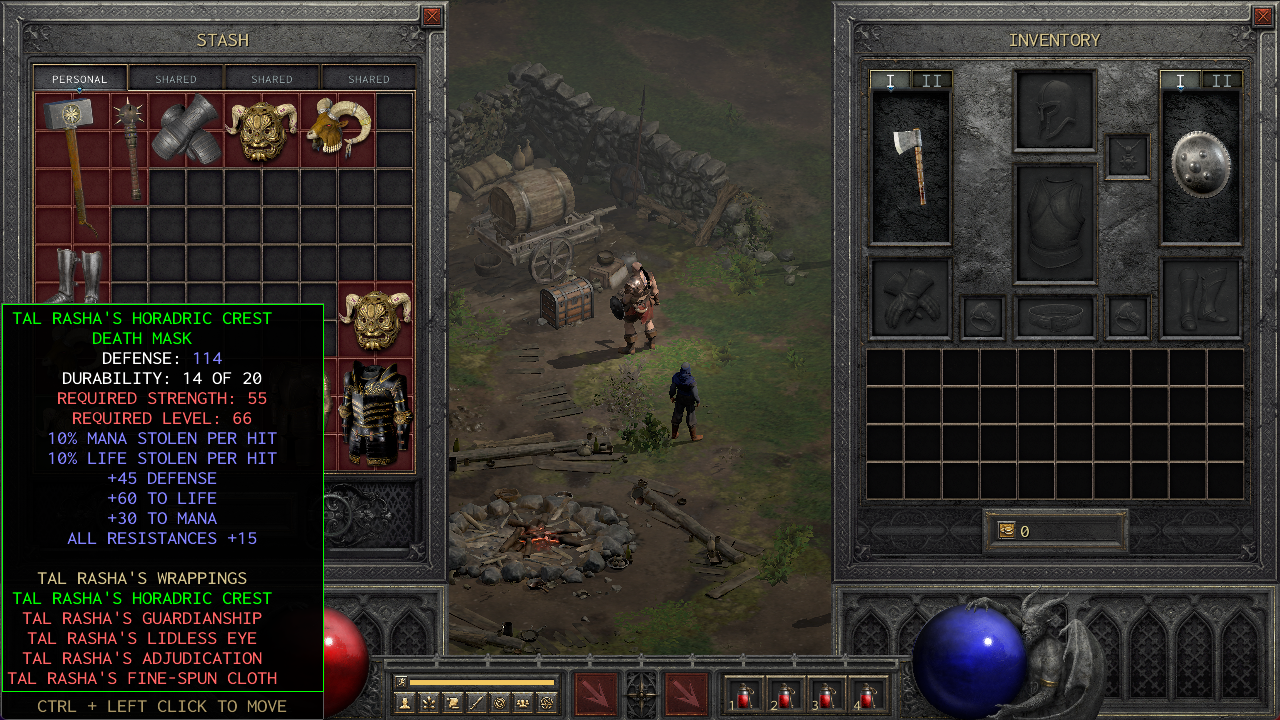 STASH
PERSONAL
SHARED
SHARED
SHARED
TAL RASHA'S HORADRIC CREST
DEATH MASK
DEFENSE: 114
DURABILITY: 14 OF 20
REQUIRED STRENGTH: 55
REQUIRED LEVEL: 66
10% MANA STOLEN PER HIT
10% LIFE STOLEN PER HIT
+45 DEFENSE
+60 TO LIFE
+30 TO MANA
ALL RESISTANCES +15
TAL RASHA'S WRAPPINGS
TAL RASHA'S HORADRIC CREST
TAL RASHA'S GUARDIANSHIP
TAL RASHA'S LIDLESS EYE
TAL RASHA'S ADJUDICATION
TAL RASHA'S FINE-SPUN CLOTH
CTRL + LEFT CLICK TO MOVE
1
2
3
4
INVENTORY
I
II
I
II
0